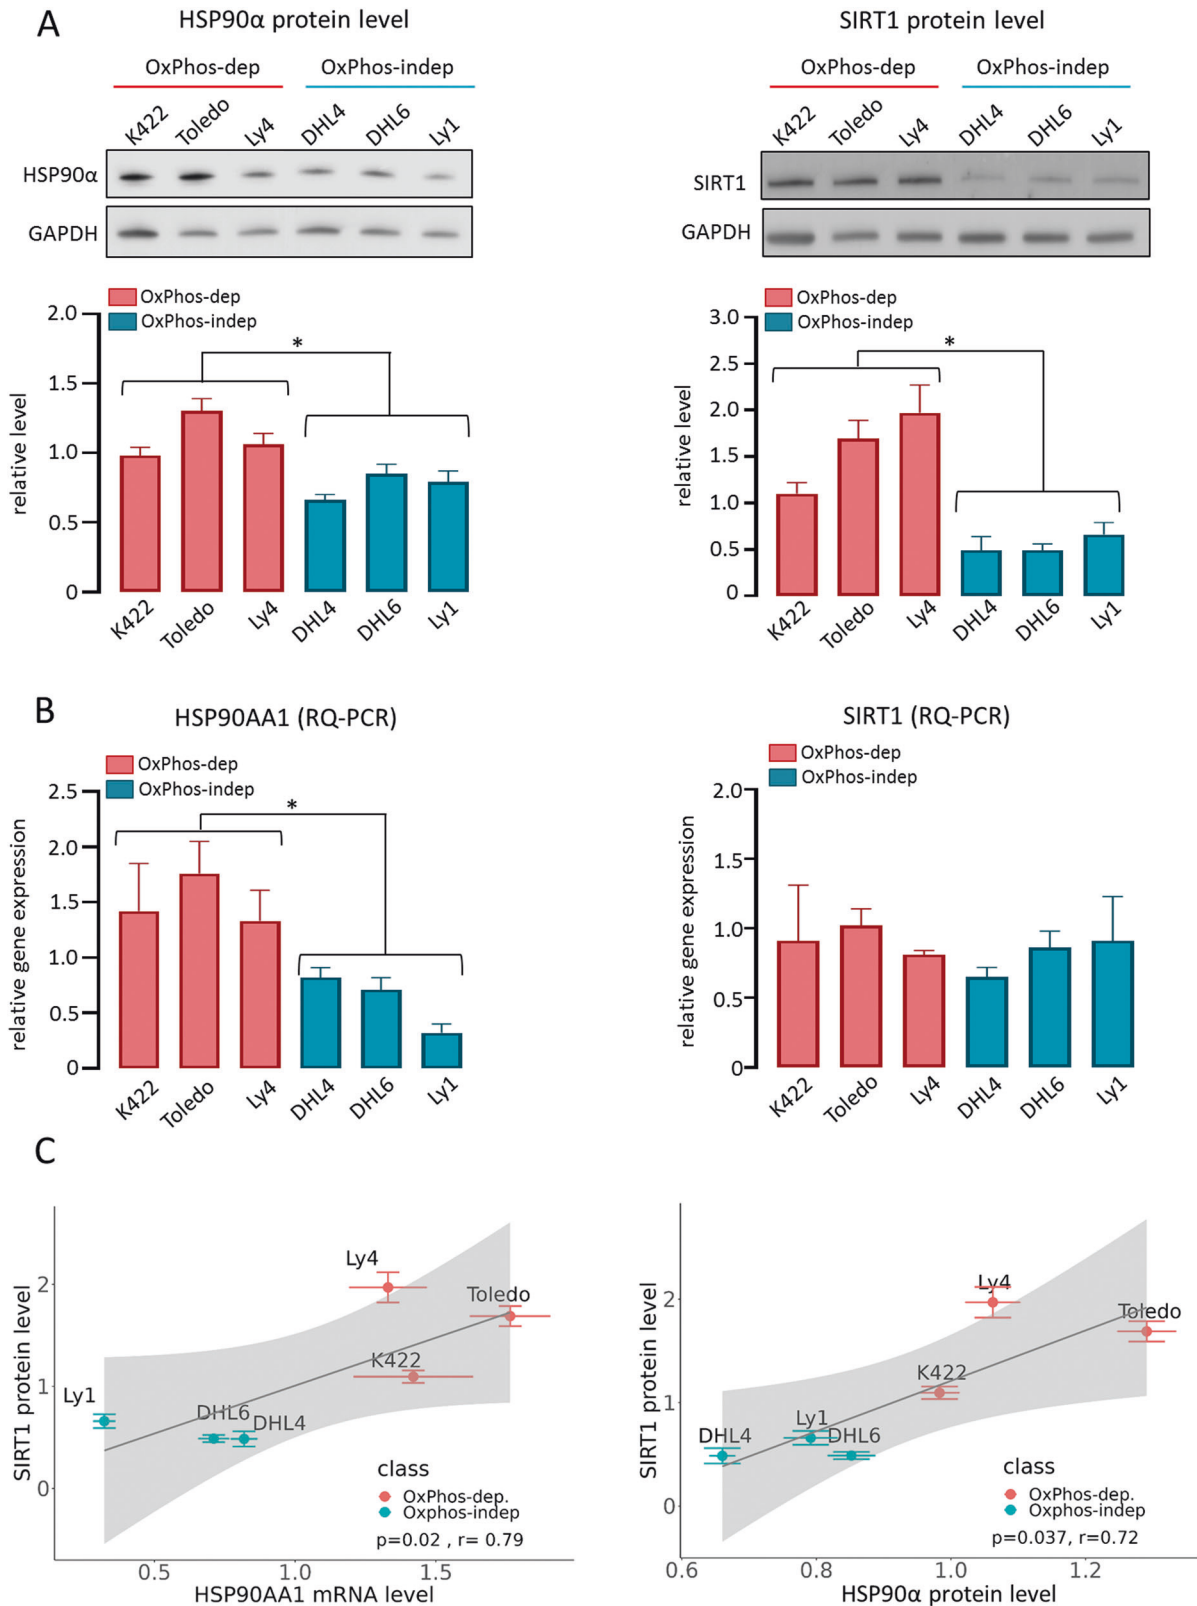 A
HSP90α protein level
OxPhos-dep OxPhos-indep
K422 Toledo Ly4 DHL4 DHL6 Ly1
HSP90α
GAPDH
OxPhos-dep
OxPhos-indep
relative level
2.0
1.5
1.0
0.5
0
*
K422 Toledo Ly4 DHL4 DHL6 Ly1
SIRT1 protein level
OxPhos-dep OxPhos-indep
K422 Toledo Ly4 DHL4 DHL6 Ly1
SIRT1
GAPDH
OxPhos-dep
OxPhos-indep
relative level
3.0
2.5
2.0
1.5
1.0
0.5
0
*
K422 Toledo Ly4 DHL4 DHL6 Ly1
B
HSP90AA1 (RQ-PCR)
OxPhos-dep
OxPhos-indep
relative gene expression
2.5
2.0
1.5
1.0
0.5
0
*
K422 Toledo Ly4 DHL4 DHL6 Ly1
SIRT1 (RQ-PCR)
OxPhos-dep
OxPhos-indep
relative gene expression
2.0
1.5
1.0
0.5
0
K422 Toledo Ly4 DHL4 DHL6 Ly1
C
SIRT1 protein level
2
1
0
Ly4
Toledo
K422
Ly1
DHL6
DHL4
class
OxPhos-dep.
Oxphos-indep
p=0.02 , r= 0.79
0.5 1.0 1.5
HSP90AA1 mRNA level
SIRT1 protein level
2
1
0
Ly4
Toledo
K422
Ly1
DHL4
DHL6
class
OxPhos-dep.
Oxphos-indep
p=0.037, r=0.72
0.6 0.8 1.0 1.2
HSP90α protein level